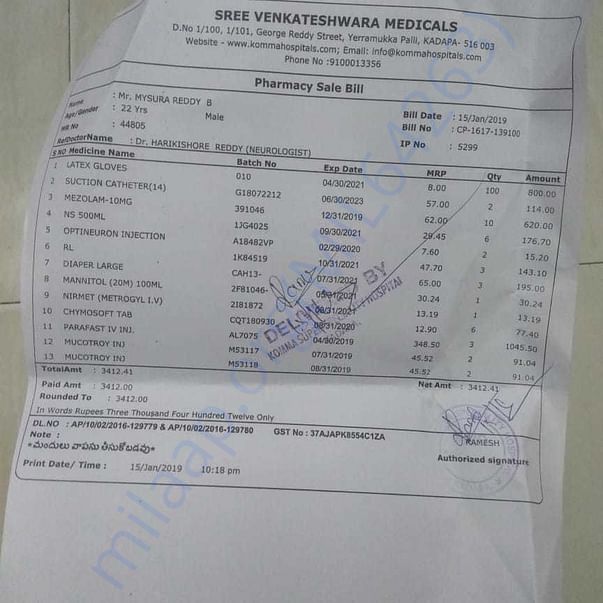 SREE VENKATESHWARA MEDICALS
D.No 1/100, 1/101, George Reddy Street, Yerramukka Palli, KADAPA- 516 003
Website - www.kommahospitals.com; Email: info@kommahospitals.com
Phone No :9100013356
Pharmacy Sale Bill
Name : Mr. MYSURA REDDY B
Age/Gender : 22 Yrs Male
MR No : 44805
RefDoctorName : Dr. HARIKISHORE REDDY (NEUROLOGIST)
Bill Date : 15/Jan/2019
Bill No : CP-1617-139100
IP No : 5299
S NO Medicine Name Batch No Exp Date MRP Qty Amount
1 LATEX GLOVES 010 04/30/2021 8.00 100 800.00
2 SUCTION CATHETER(14) G18072212 06/30/2023 57.00 2 114.00
3 MEZOLAM-10MG 391046 12/31/2019 62.00 10 620.00
4 NS 500ML 1JG4025 09/30/2021 29.45 6 176.70
5 OPTINEURON INJECTION A18482VP 02/29/2020 7.60 2 15.20
6 RL 1K84519 10/31/2021 47.70 3 143.10
7 DIAPER LARGE CAH13- 07/31/2021 65.00 3 195.00
8 MANNITOL (20M) 100ML 2F81046- 30.24 1 30.24
9 NIRMET (METROGYL I.V) 2I81872 08/31/2021 13.19 1 13.19
10 CHYMOSOFT TAB CQT180930 12.90 6 77.40
11 PARAFAST IV INJ. AL7075 04/30/2019 348.50 3 1045.50
12 MUCOTROY INJ M53117 07/31/2019 45.52 2 91.04
13 MUCOTROY INJ M53118 08/31/2019 45.52 2 91.04
TotalAmt : 3412.41 Net Amt : 3412.41
Paid Amt : 3412.00
Rounded To : 3412.00
In Words Rupees Three Thousand Four Hundred Twelve Only
DL.NO : AP/10/02/2016-129779 & AP/10/02/2016-129780 GST No : 37AJAPK8554C1ZA
Note :
*మందులు వాపసు తీసుకోబడవు*
RAMESH
Authorized signature
Print Date/ Time : 15/Jan/2019 10:18 pm
BY
HOSPITAL
milaap.org